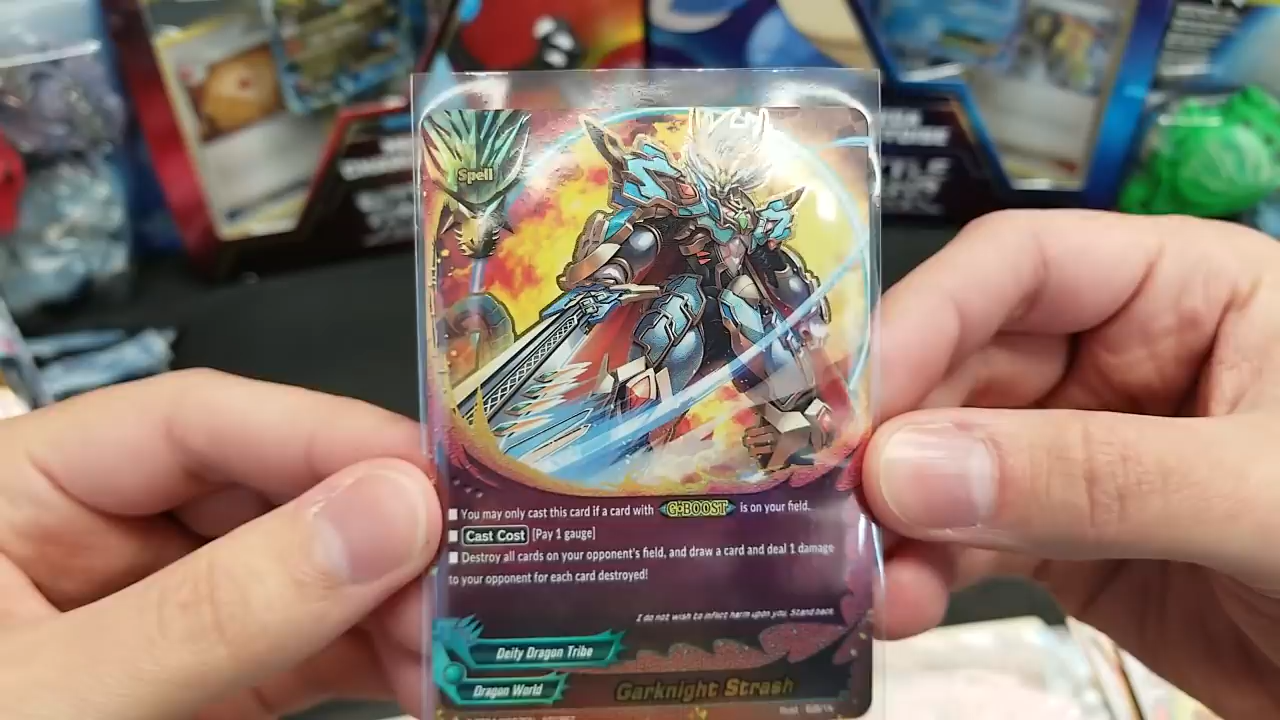 Spell
■ You may only cast this card if a card with G•BOOST is on your field.
■ Cast Cost [Pay 1 gauge]
■ Destroy all cards on your opponent's field, and draw a card and deal 1 damage
to your opponent for each card destroyed!
I do not wish to inflict harm upon you. Stand back.
Deity Dragon Tribe
Dragon World
Garknight Strash